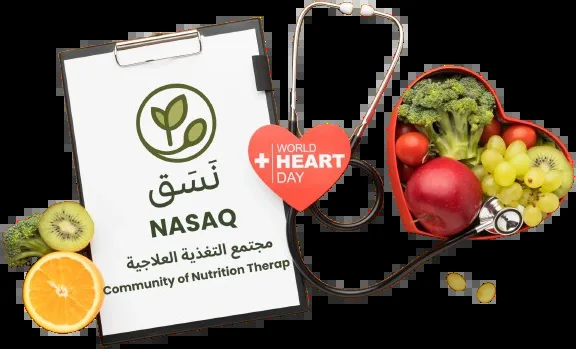 نَسَق
NASAQ
مجتمع التغذية العلاجية
Community of Nutrition Therap
WORLD
HEART
DAY